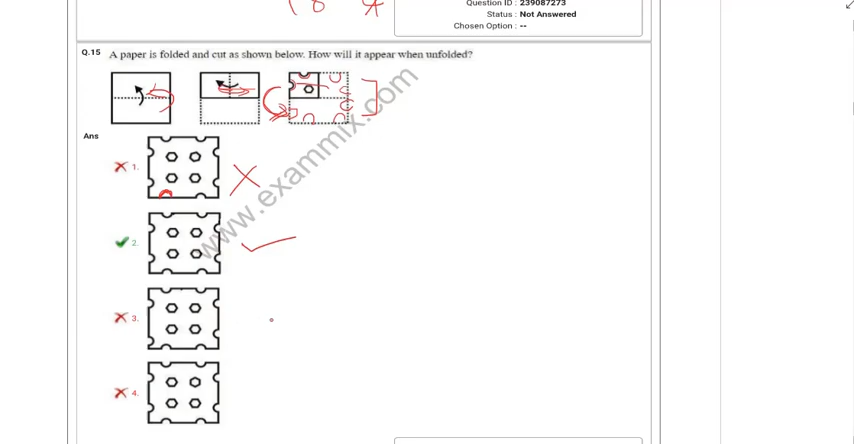 Question ID : 239087273
Status : Not Answered
Chosen Option : --
Q.15 A paper is folded and cut as shown below. How will it appear when unfolded?
Ans
1.
2.
3.
4.
www.exammix.com